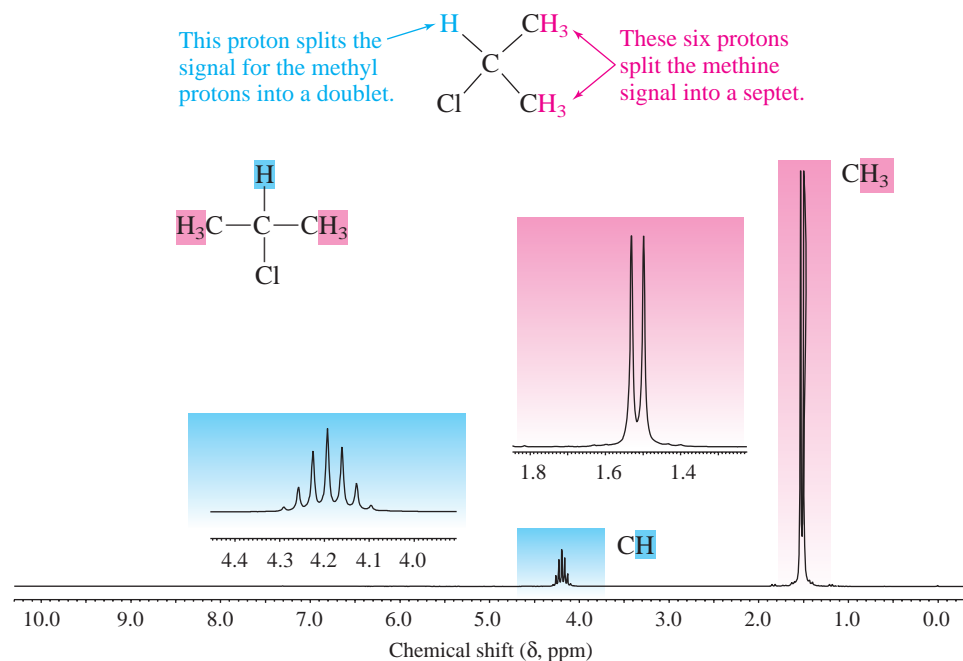 This proton splits the
signal for the methyl
protons into a doublet.
H CH₃
C
Cl CH₃
These six protons
split the methine
signal into a septet.
H
H₃C—C—CH₃
Cl
CH₃
1.8 1.6 1.4
4.4 4.3 4.2 4.1 4.0
CH
10.0 9.0 8.0 7.0 6.0 5.0 4.0 3.0 2.0 1.0 0.0
Chemical shift (δ, ppm)